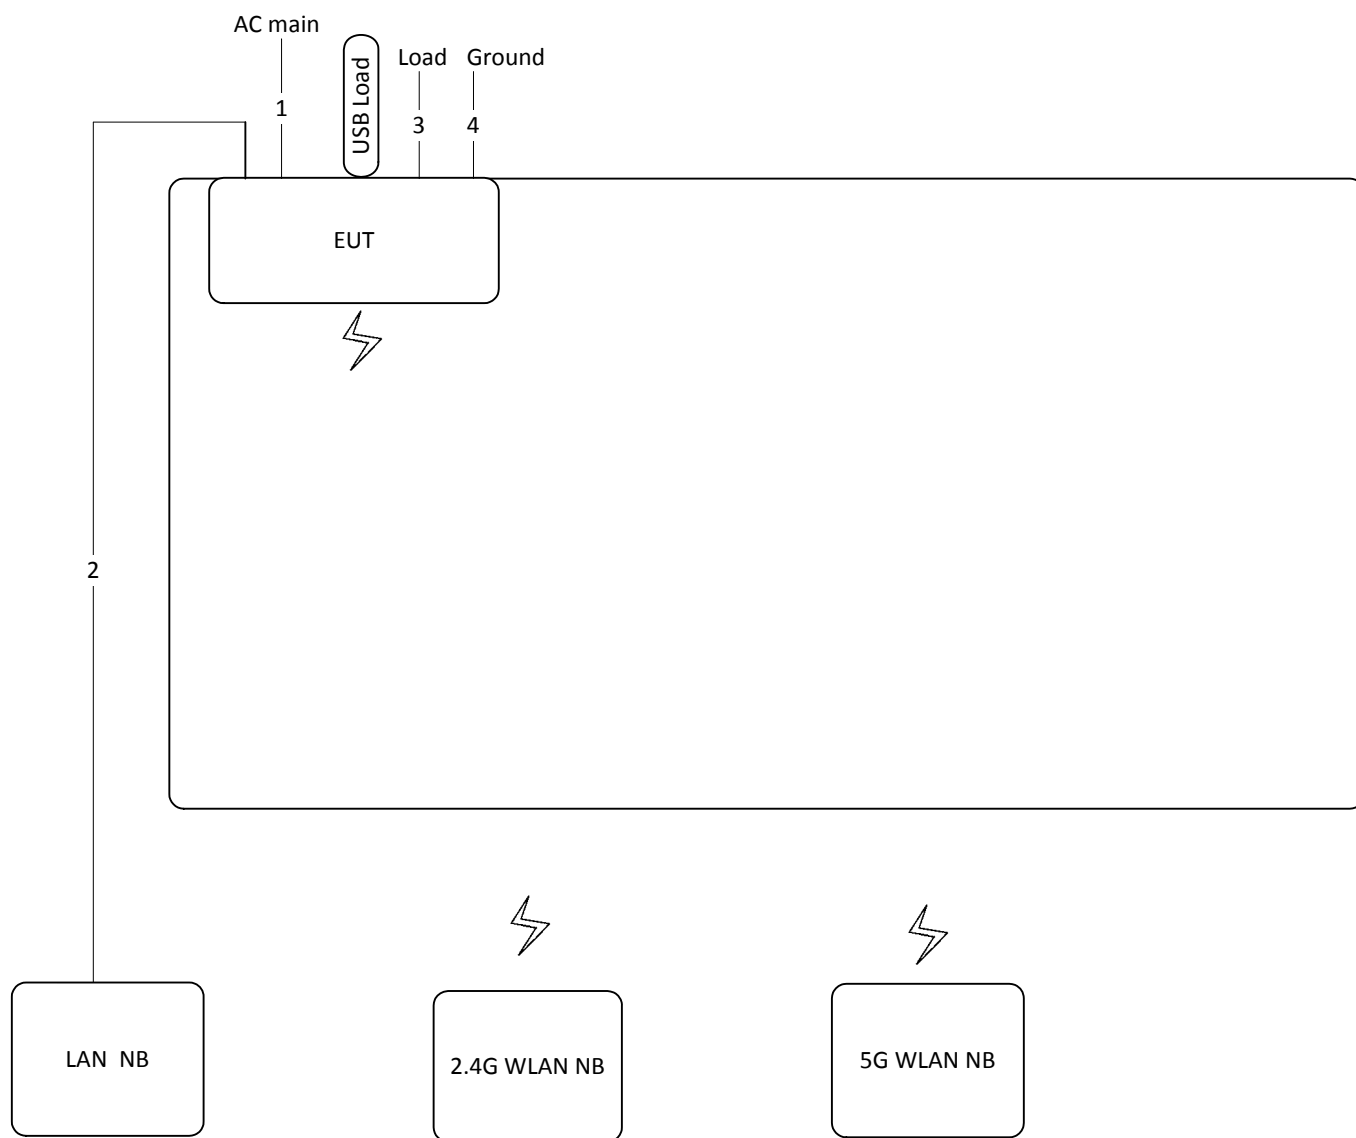 AC main
USB Load
Load
Ground
1
3
4
EUT
2
LAN  NB
2.4G WLAN NB
5G WLAN NB